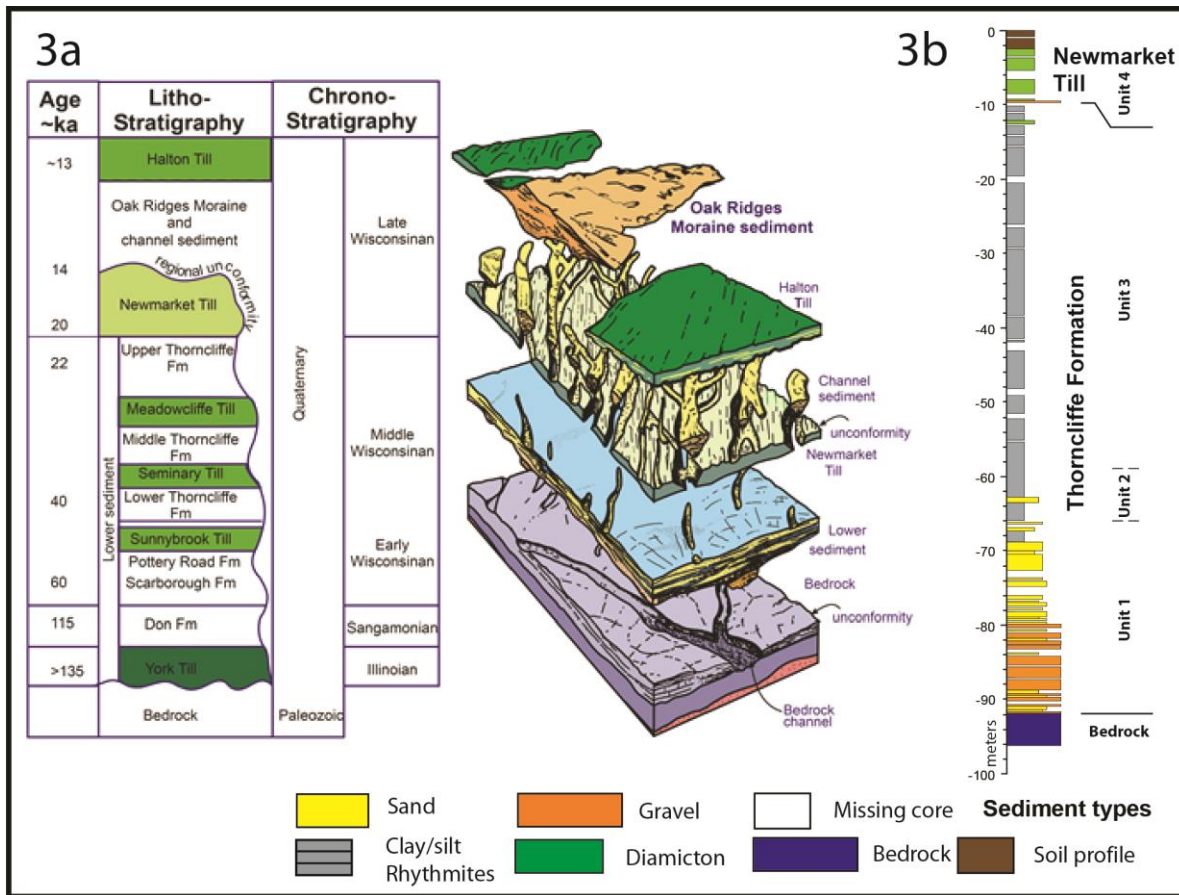 3a
Age
~ka
Litho-
Stratigraphy
Chrono-
Stratigraphy
~13
Halton Till
Oak Ridges Moraine
and
channel sediment
14
regional unconformity
Newmarket Till
20
Late
Wisconsinan
22
Upper Thorncliffe
Fm
Meadowcliffe Till
Middle Thorncliffe
Fm
Seminary Till
40
Lower Thorncliffe
Fm
Sunnybrook Till
Pottery Road Fm
60
Scarborough Fm
Lower sediment
Middle
Wisconsinan
Early
Wisconsinan
115
Don Fm
Sangamonian
>135
York Till
Illinoian
Quaternary
Bedrock
Paleozoic
Oak Ridges
Moraine sediment
Halton
Till
Channel
sediment
unconformity
Newmarket
Till
Lower
sediment
Bedrock
unconformity
Bedrock
channel
3b
0
-10
-20
-30
-40
-50
-60
-70
-80
-90
-100
meters
Newmarket
Till
Unit 4
Thorncliffe Formation
Unit 3
Unit 2
Unit 1
Bedrock
Sand
Gravel
Missing core
Sediment types
Clay/silt
Rhythmites
Diamicton
Bedrock
Soil profile